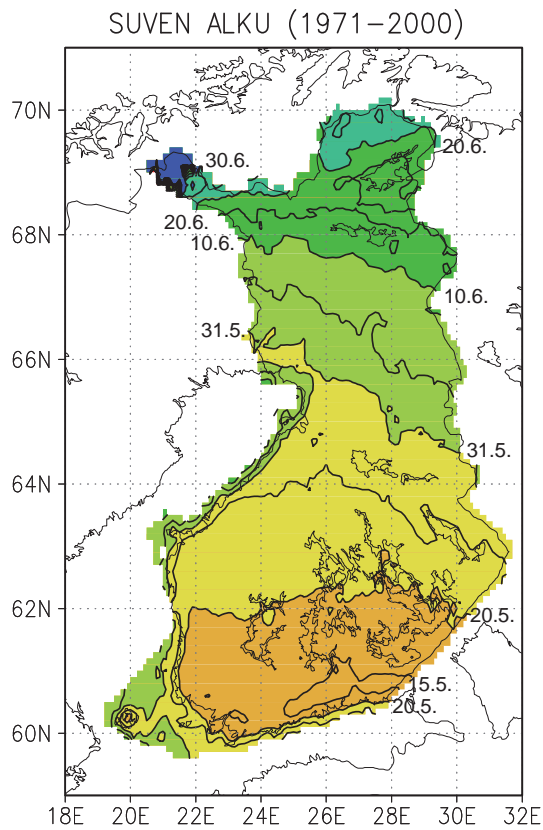 SUVEN ALKU (1971−2000)
70N
30.6.
20.6.
20.6.
68N
10.6.
10.6.
31.5.
66N
31.5.
64N
62N
20.5.
15.5.
20.5.
60N
18E 20E 22E 24E 26E 28E 30E 32E